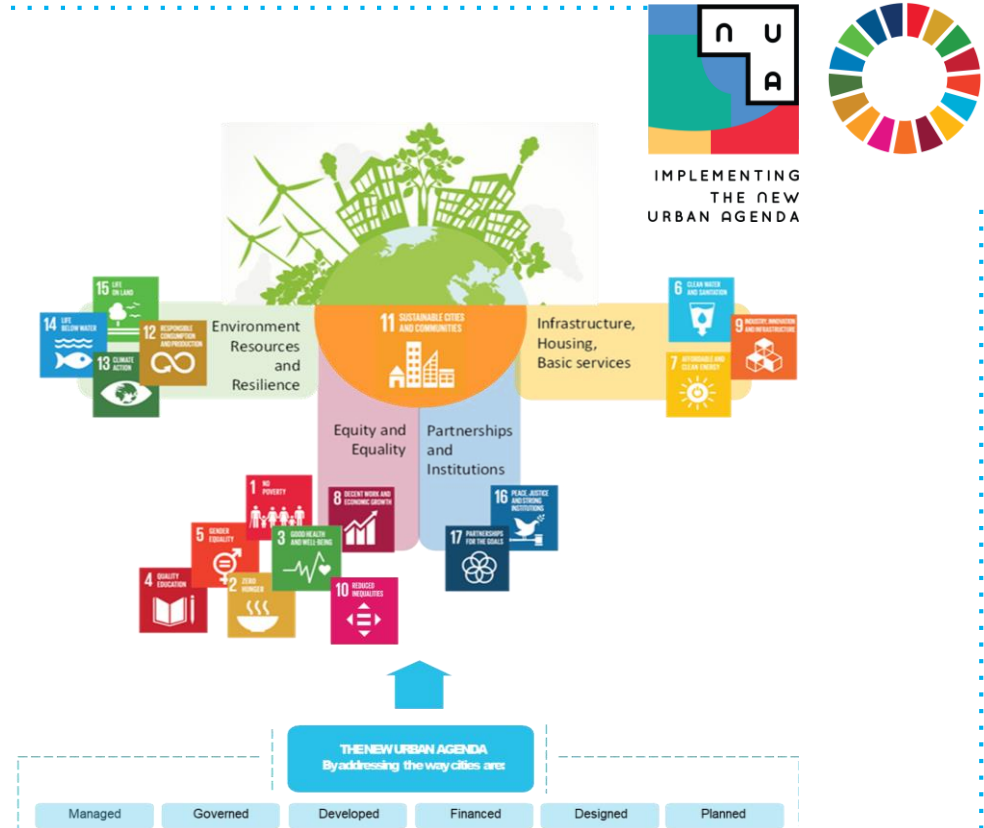 n U
A
IMPLEMENTING
THE NEW
URBAN AGENDA
15 LIFE
ON LAND
14 LIFE
BELOW WATER
12 RESPONSIBLE
CONSUMPTION
AND PRODUCTION
13 CLIMATE
ACTION
Environment
Resources
and
Resilience
11 SUSTAINABLE CITIES
AND COMMUNITIES
Infrastructure,
Housing,
Basic services
6 CLEAN WATER
AND SANITATION
9 INDUSTRY, INNOVATION
AND INFRASTRUCTURE
7 AFFORDABLE AND
CLEAN ENERGY
Equity and
Equality
Partnerships
and
Institutions
1 NO
POVERTY
8 DECENT WORK AND
ECONOMIC GROWTH
5 GENDER
EQUALITY
3 GOOD HEALTH
AND WELL-BEING
4 QUALITY
EDUCATION
2 ZERO
HUNGER
10 REDUCED
INEQUALITIES
16 PEACE, JUSTICE
AND STRONG
INSTITUTIONS
17 PARTNERSHIPS
FOR THE GOALS
THE NEW URBAN AGENDA
By addressing the way cities are:
Managed
Governed
Developed
Financed
Designed
Planned